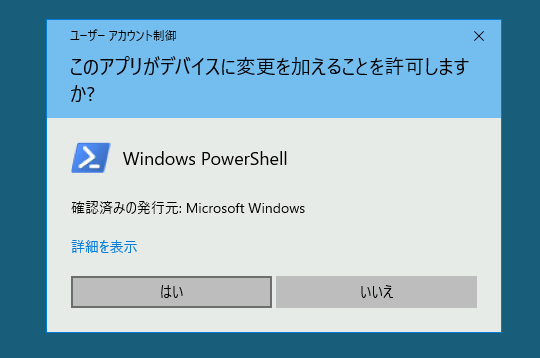 ユーザー アカウント制御
このアプリがデバイスに変更を加えることを許可します
か?
Windows PowerShell
確認済みの発行元: Microsoft Windows
詳細を表示
はい
いいえ